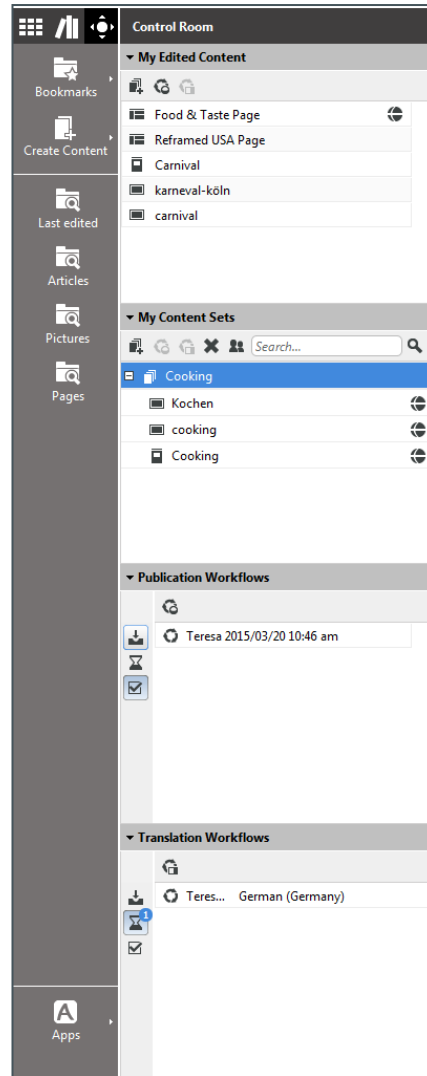 Control Room
Bookmarks
Create Content
Last edited
Articles
Pictures
Pages
A
Apps
My Edited Content
Food & Taste Page
Reframed USA Page
Carnival
karneval-köln
carnival
My Content Sets
Search...
Cooking
Kochen
cooking
Cooking
Publication Workflows
Teresa 2015/03/20 10:46 am
Translation Workflows
Teres... German (Germany)
1